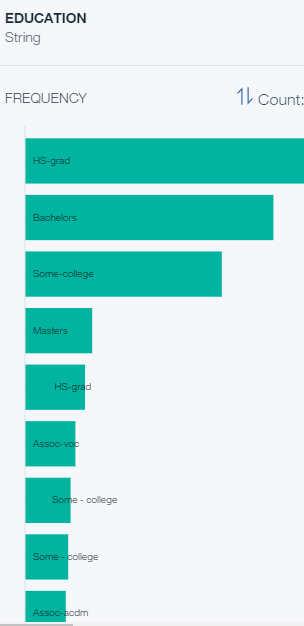 EDUCATION
String
FREQUENCY
Count:
HS-grad
Bachelors
Some-college
Masters
HS-grad
Assoc-voc
Some - college
Some - college
Assoc-acdm